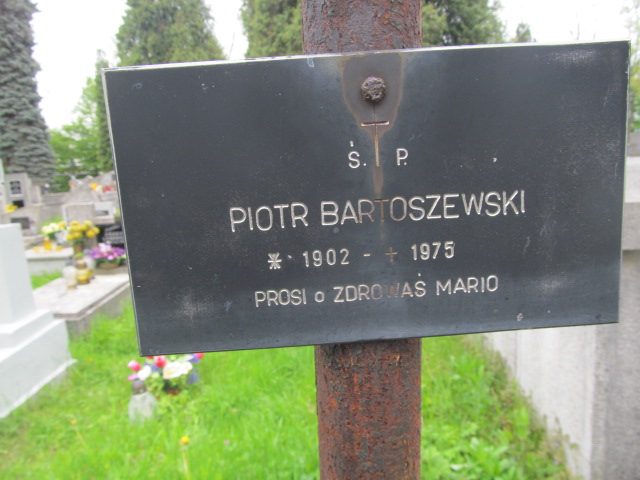 Ś. P.
PIOTR BARTOSZEWSKI
* 1902 - + 1975
PROSI o ZDROWAŚ MARIO